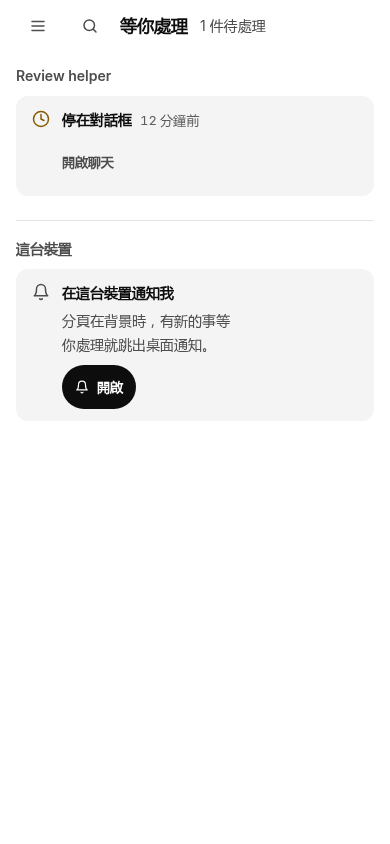 等你處理 1 件待處理
Review helper
停在對話框 12 分鐘前
開啟聊天
這台裝置
在這台裝置通知我
分頁在背景時，有新的事等
你處理就跳出桌面通知。
開啟